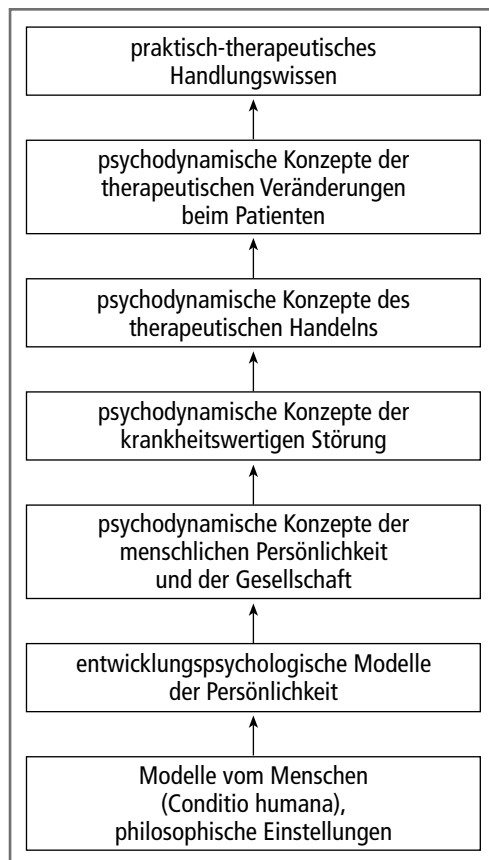 praktisch-therapeutisches
Handlungswissen
psychodynamische Konzepte der
therapeutischen Veränderungen
beim Patienten
psychodynamische Konzepte des
therapeutischen Handelns
psychodynamische Konzepte der
krankheitswertigen Störung
psychodynamische Konzepte der
menschlichen Persönlichkeit
und der Gesellschaft
entwicklungspsychologische Modelle
der Persönlichkeit
Modelle vom Menschen
(Conditio humana),
philosophische Einstellungen